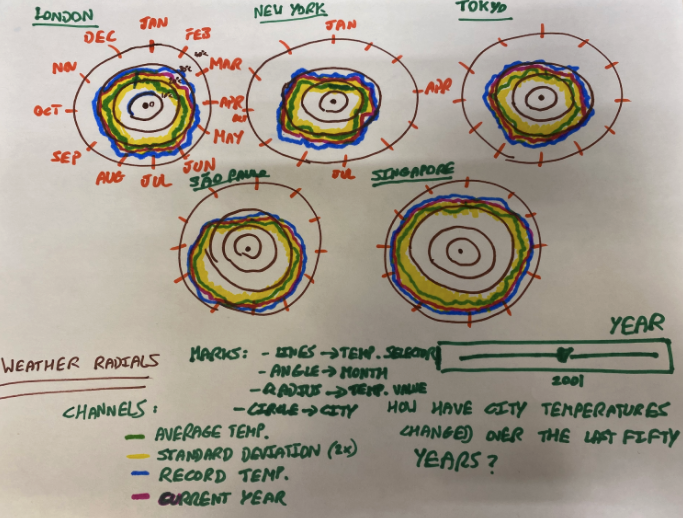 LONDON
NEW YORK
TOKYO
JAN
FEB
MAR
APR
MAY
JUN
JUL
AUG
SEP
OCT
NOV
DEC
JAN
APR
JUL
SÃO PAULO
SINGAPORE
WEATHER RADIALS
MARKS: - LINES → TEMP. SELECTOR
- ANGLE → MONTH
- RADIUS → TEMP. VALUE
- CIRCLE → CITY
CHANNELS:
AVERAGE TEMP.
STANDARD DEVIATION (2x)
RECORD TEMP.
CURRENT YEAR
YEAR
2001
HOW HAVE CITY TEMPERATURES
CHANGED OVER THE LAST FIFTY
YEARS?